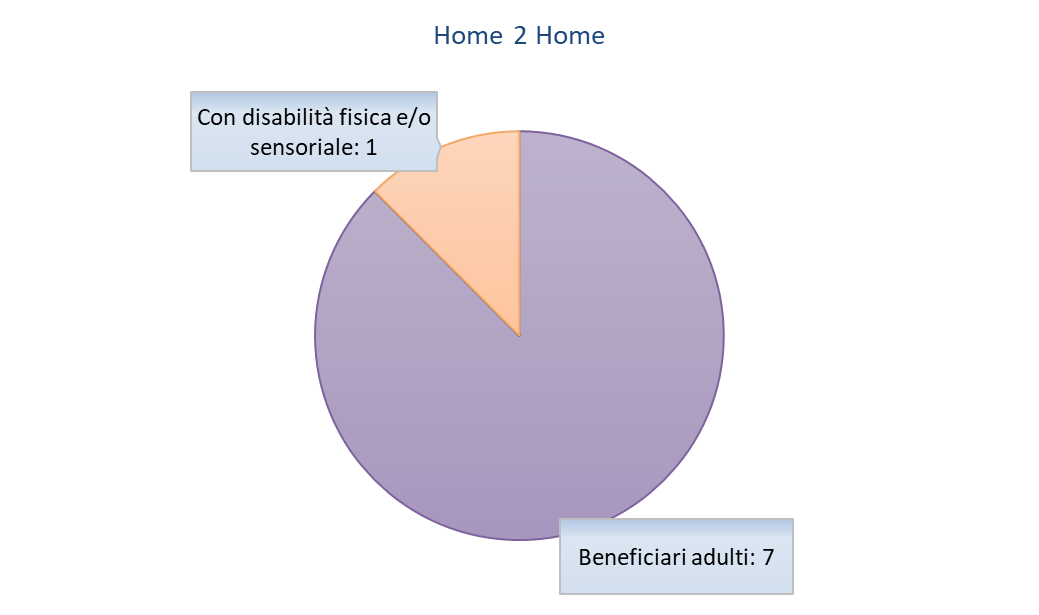 Home 2 Home
Con disabilità fisica e/o
sensoriale: 1
Beneficiari adulti: 7